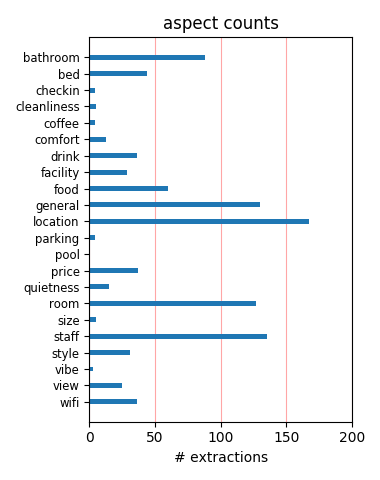 aspect counts
bathroom
bed
checkin
cleanliness
coffee
comfort
drink
facility
food
general
location
parking
pool
price
quietness
room
size
staff
style
vibe
view
wifi
0 50 100 150 200
# extractions